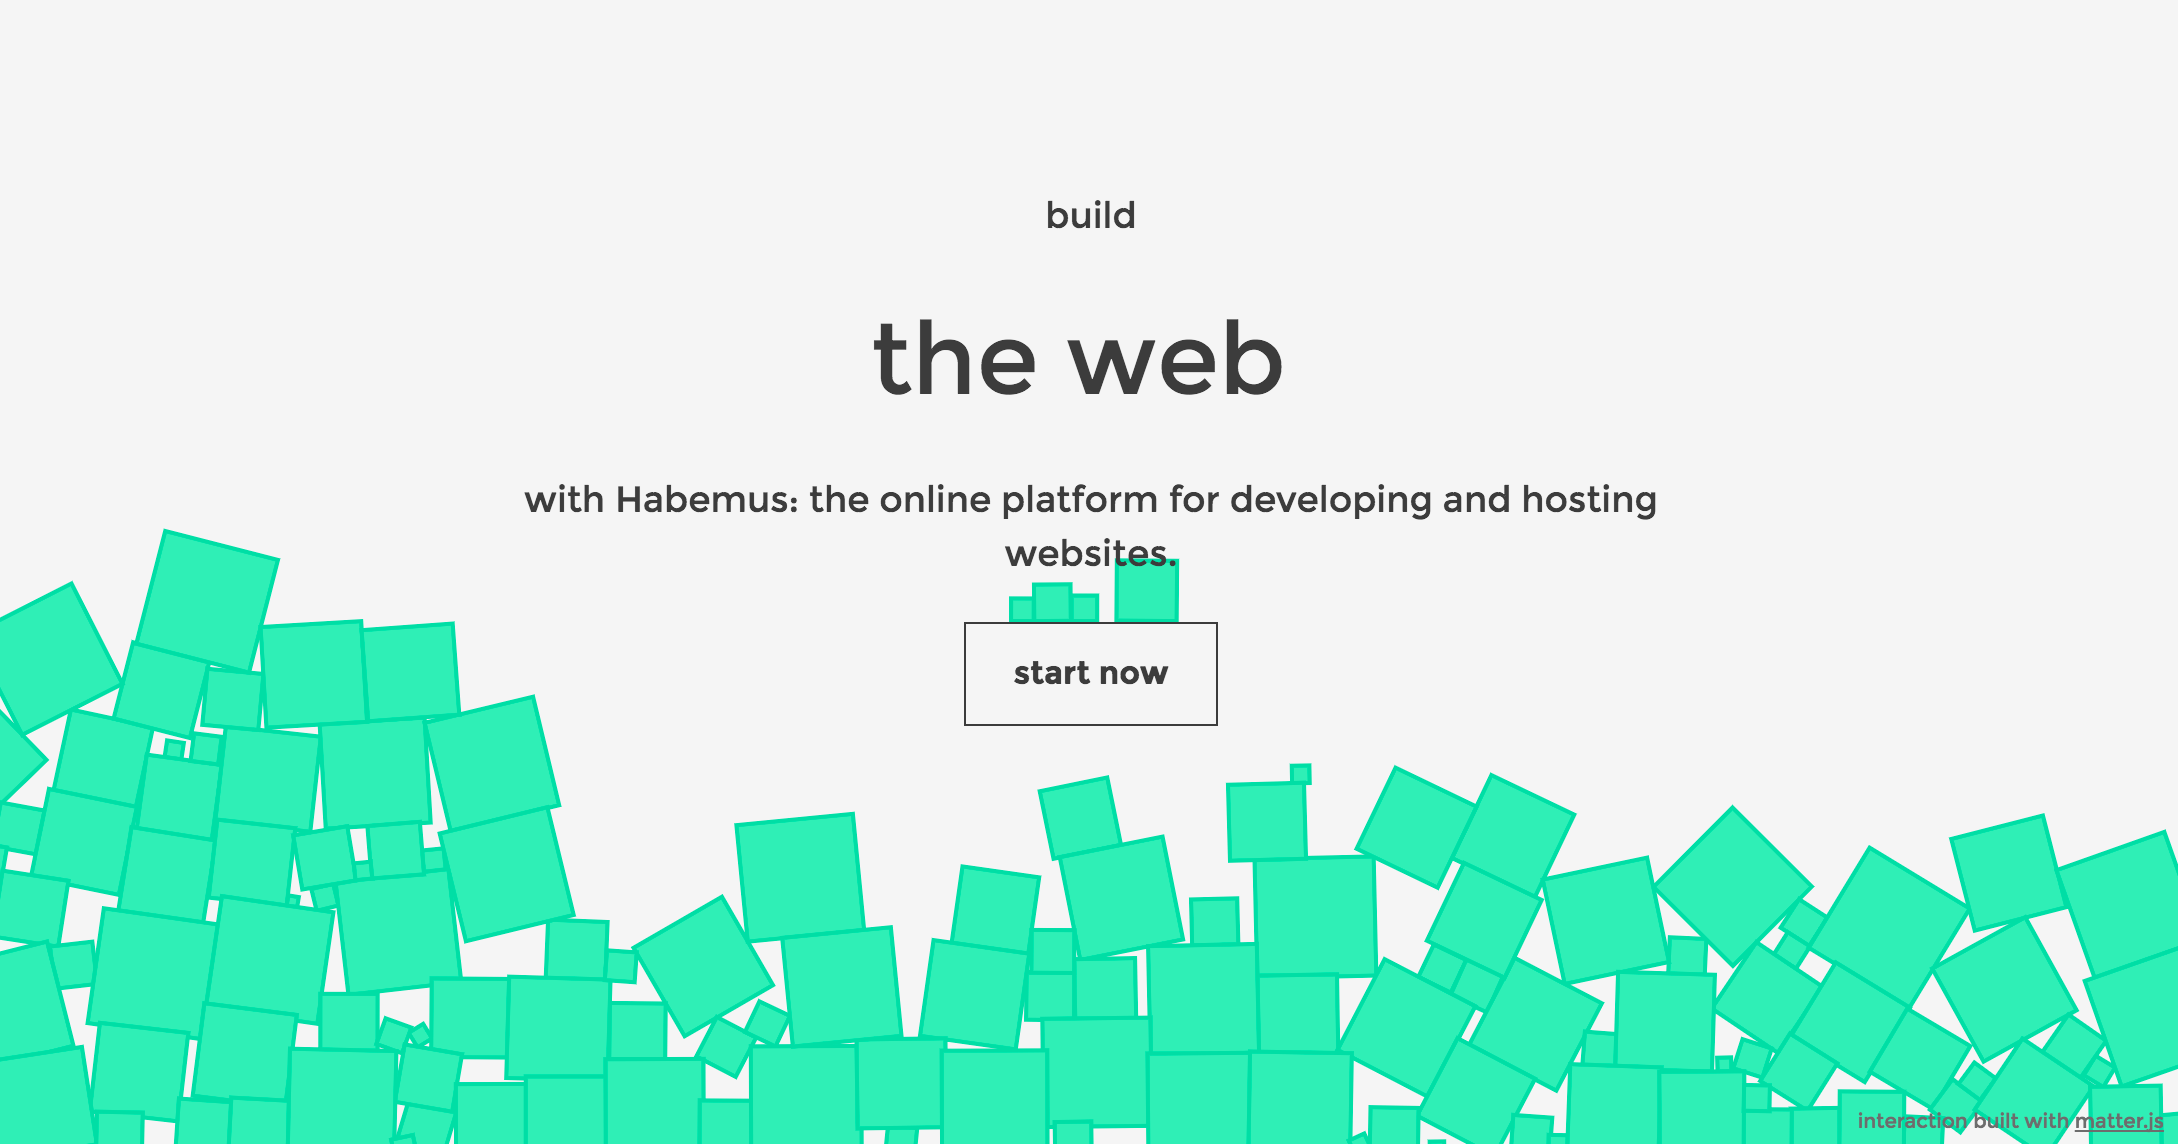 build
the web
with Habemus: the online platform for developing and hosting
websites.
start now
interaction built with matter.js